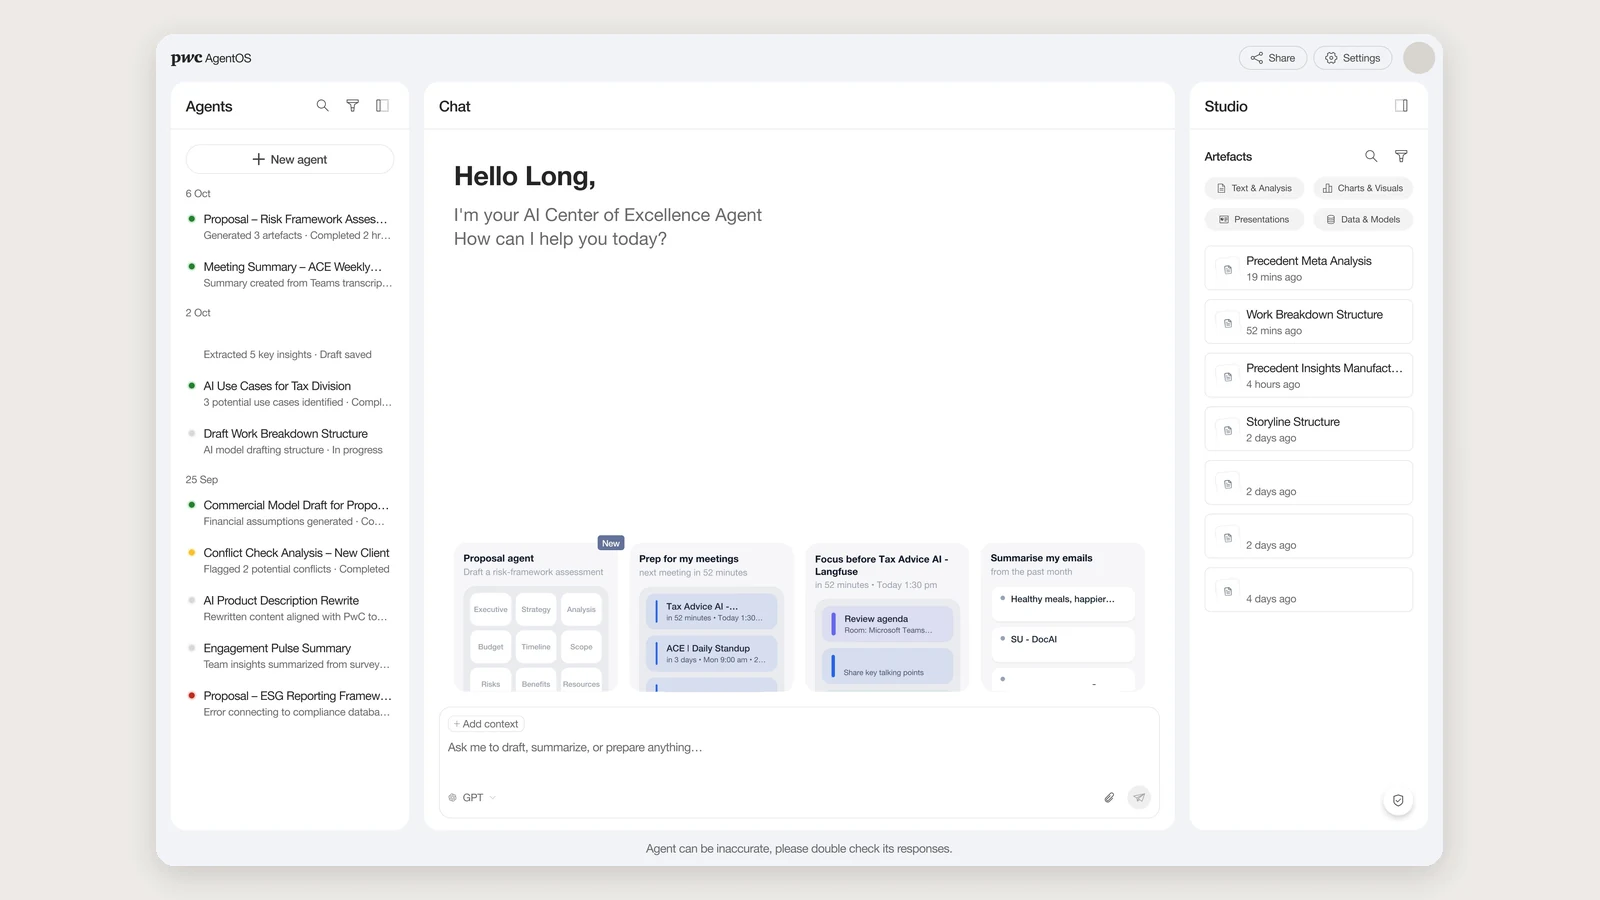 pwc AgentOS
Share
Settings
Agents
New agent
6 Oct
Proposal – Risk Framework Asses…
Generated 3 artefacts · Completed 2 hr…
Meeting Summary – ACE Weekly…
Summary created from Teams transcrip…
2 Oct
Extracted 5 key insights · Draft saved
AI Use Cases for Tax Division
3 potential use cases identified · Compl…
Draft Work Breakdown Structure
AI model drafting structure · In progress
25 Sep
Commercial Model Draft for Propo…
Financial assumptions generated · Co…
Conflict Check Analysis – New Client
Flagged 2 potential conflicts · Completed
AI Product Description Rewrite
Rewritten content aligned with PwC to…
Engagement Pulse Summary
Team insights summarized from survey…
Proposal – ESG Reporting Framew…
Error connecting to compliance databa…
Chat
Hello Long,
I'm your AI Center of Excellence Agent
How can I help you today?
New
Proposal agent
Draft a risk-framework assessment
Executive
Strategy
Analysis
Budget
Timeline
Scope
Risks
Benefits
Resources
Prep for my meetings
next meeting in 52 minutes
Tax Advice AI -…
in 52 minutes • Today 1:30…
ACE | Daily Standup
in 3 days • Mon 9:00 am • 2…
Focus before Tax Advice AI -
Langfuse
in 52 minutes • Today 1:30 pm
Review agenda
Room: Microsoft Teams…
Share key talking points
Summarise my emails
from the past month
Healthy meals, happier…
SU - DocAI
+ Add context
Ask me to draft, summarize, or prepare anything…
GPT
Studio
Artefacts
Text & Analysis
Charts & Visuals
Presentations
Data & Models
Precedent Meta Analysis
19 mins ago
Work Breakdown Structure
52 mins ago
Precedent Insights Manufact…
4 hours ago
Storyline Structure
2 days ago
2 days ago
2 days ago
4 days ago
Agent can be inaccurate, please double check its responses.